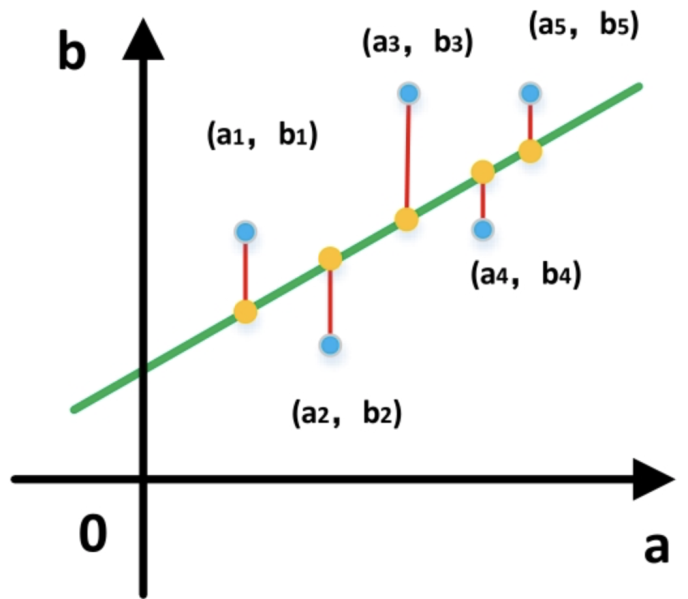 (a5, b5)
(a3, b3)
b
(a1, b1)
(a4, b4)
(a2, b2)
0
a